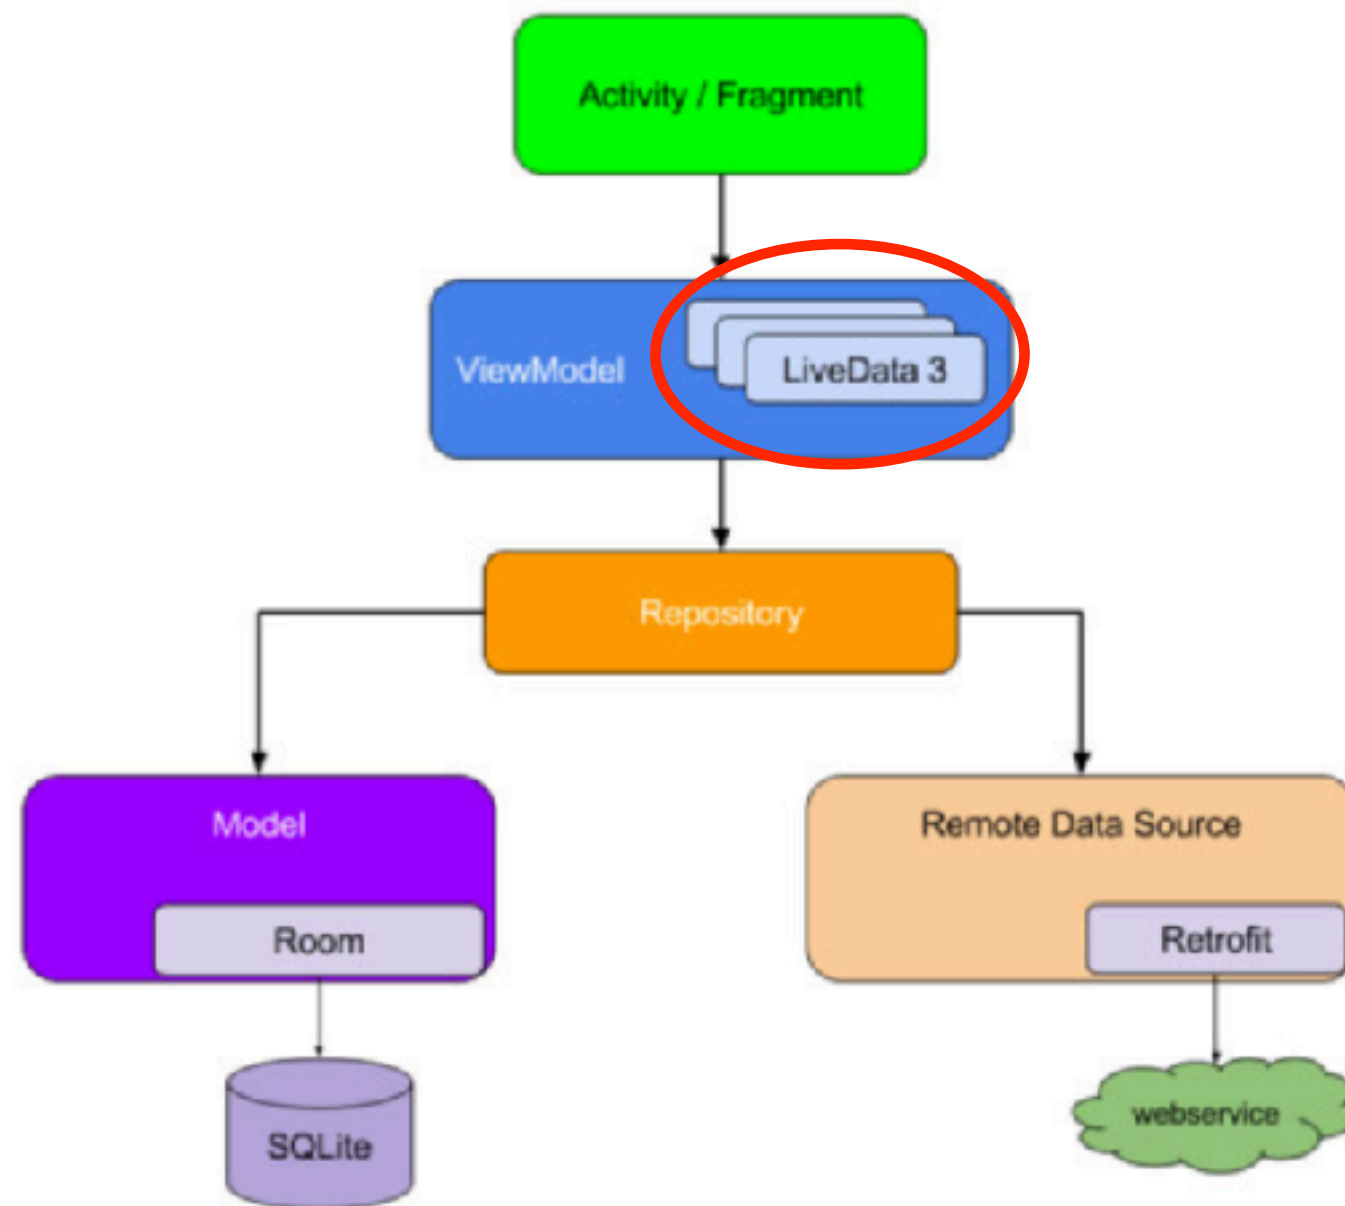 Activity / Fragment
ViewModel
LiveData 3
Repository
Model
Remote Data Source
Room
Retrofit
SQLite
webservice